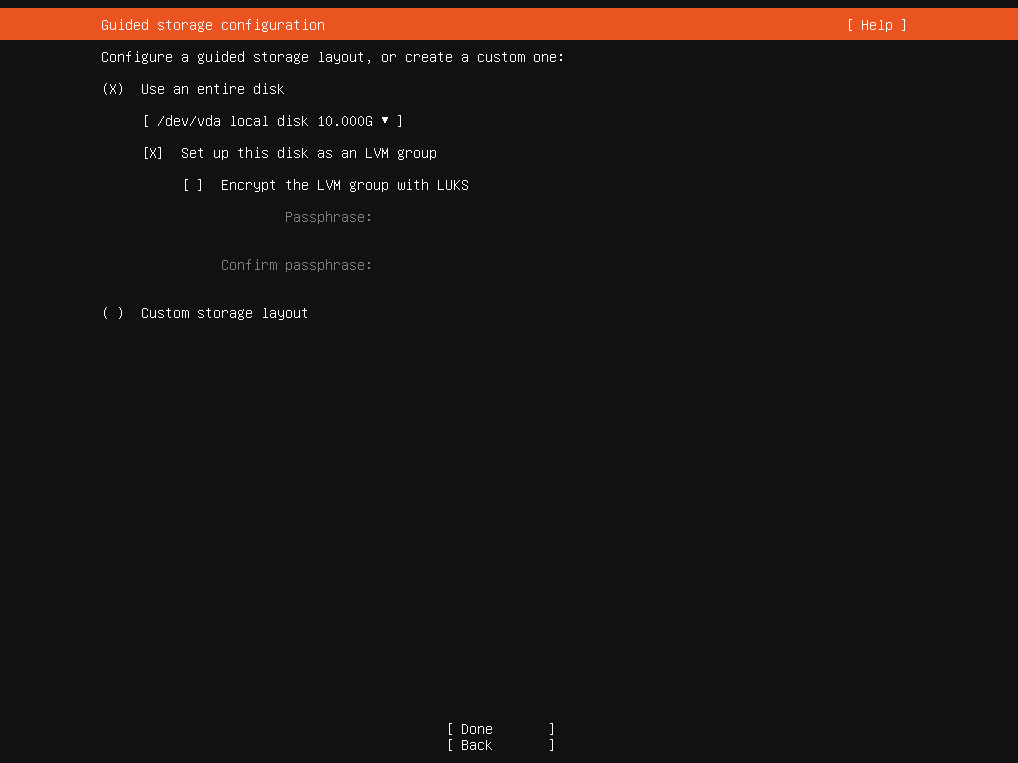 Guided storage configuration [ Help ]
Configure a guided storage layout, or create a custom one:
(X) Use an entire disk
[ /dev/vda local disk 10.000G ▾ ]
[X] Set up this disk as an LVM group
[ ] Encrypt the LVM group with LUKS
Passphrase:
Confirm passphrase:
( ) Custom storage layout
[ Done ]
[ Back ]